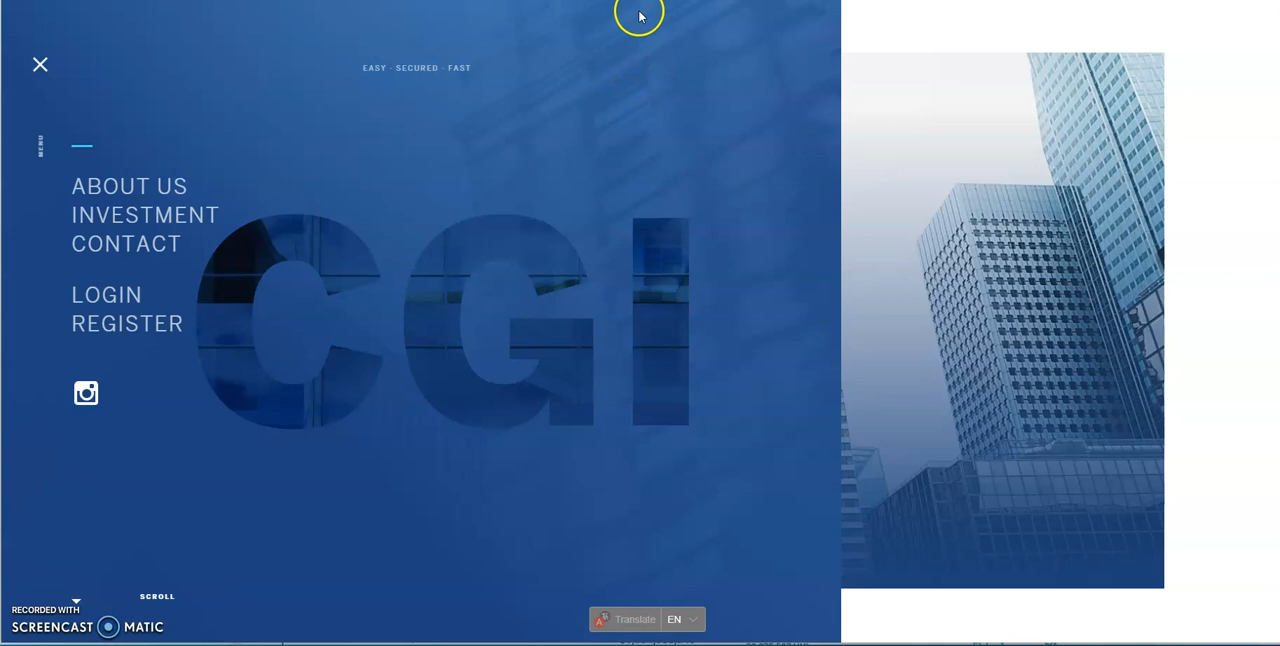 EASY - SECURED - FAST
MENU
ABOUT US
INVESTMENT
CONTACT
LOGIN
REGISTER
CGI
SCROLL
RECORDED WITH
SCREENCAST MATIC
Translate EN